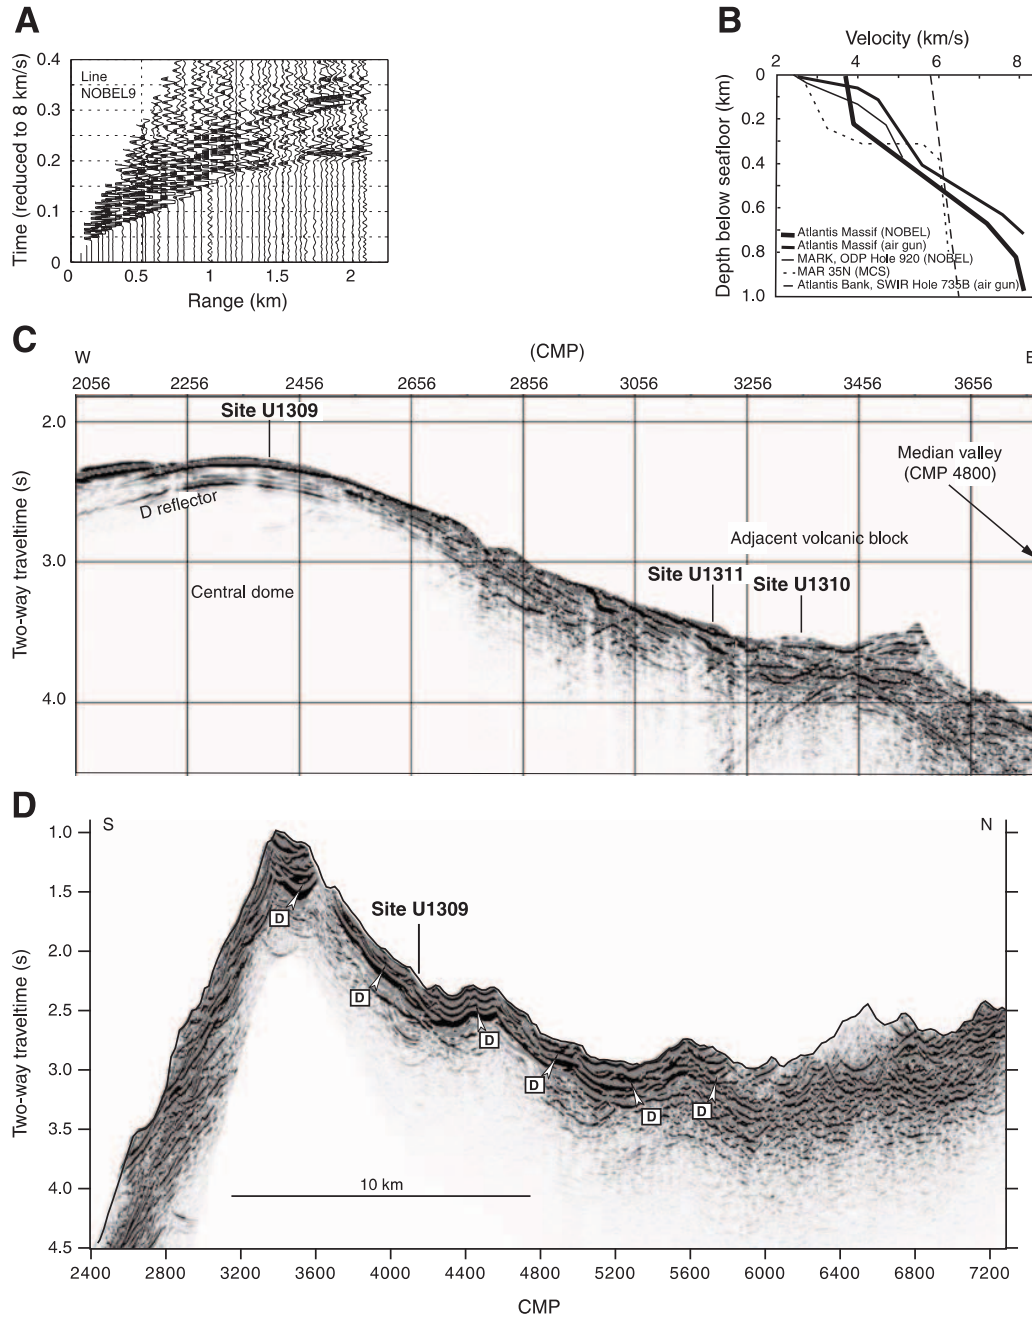 A
Time (reduced to 8 km/s)
0.4
0.3
0.2
0.1
0
Line
NOBEL9
0 0.5 1 1.5 2
Range (km)
B
Velocity (km/s)
2 4 6 8
Depth below seafloor (km)
0
0.2
0.4
0.6
0.8
1.0
Atlantis Massif (NOBEL)
Atlantis Massif (air gun)
MARK, ODP Hole 920 (NOBEL)
MAR 35N (MCS)
Atlantis Bank, SWIR Hole 735B (air gun)
C
W
(CMP)
E
2056 2256 2456 2656 2856 3056 3256 3456 3656
Two-way traveltime (s)
2.0
3.0
4.0
Site U1309
D reflector
Central dome
Median valley
(CMP 4800)
Adjacent volcanic block
Site U1311
Site U1310
D
S
N
Two-way traveltime (s)
1.0
1.5
2.0
2.5
3.0
3.5
4.0
4.5
Site U1309
D
D
D
D
D
D
10 km
2400 2800 3200 3600 4000 4400 4800 5200 5600 6000 6400 6800 7200
CMP